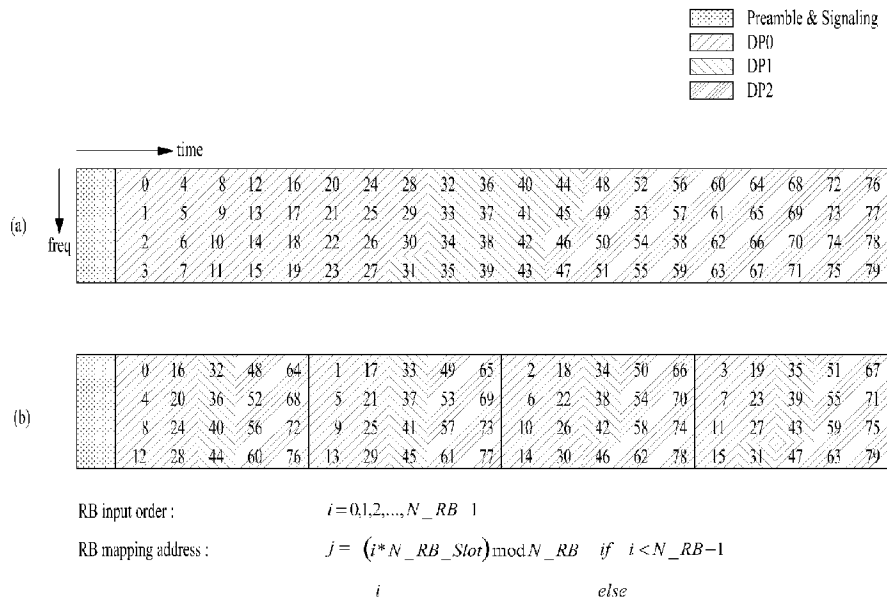 Preamble & Signaling
DP0
DP1
DP2
time
(a)
freq
0 4 8 12 16 20 24 28 32 36 40 44 48 52 56 60 64 68 72 76
1 5 9 13 17 21 25 29 33 37 41 45 49 53 57 61 65 69 73 77
2 6 10 14 18 22 26 30 34 38 42 46 50 54 58 62 66 70 74 78
3 7 11 15 19 23 27 31 35 39 43 47 51 55 59 63 67 71 75 79
(b)
0 16 32 48 64 1 17 33 49 65 2 18 34 50 66 3 19 35 51 67
4 20 36 52 68 5 21 37 53 69 6 22 38 54 70 7 23 39 55 71
8 24 40 56 72 9 25 41 57 73 10 26 42 58 74 11 27 43 59 75
12 28 44 60 76 13 29 45 61 77 14 30 46 62 78 15 31 47 63 79
RB input order : i = 0,1,2,...,N_RB 1
RB mapping address : j = (i* N_RB_Slot) mod N_RB if i < N_RB−1
i else